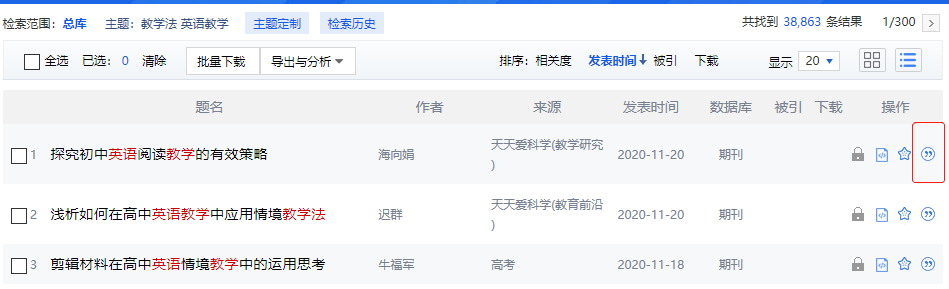 检索范围：总库 主题：教学法 英语教学 主题定制 检索历史 共找到 38,863 条结果 1/300 >
全选 已选：0 清除 批量下载 导出与分析 排序：相关度 发表时间↓ 被引 下载 显示 20
题名 作者 来源 发表时间 数据库 被引 下载 操作
1 探究初中英语阅读教学的有效策略 海向娟 天天爱科学(教学研究) 2020-11-20 期刊
2 浅析如何在高中英语教学中应用情境教学法 迟群 天天爱科学(教育前沿) 2020-11-20 期刊
3 剪辑材料在高中英语情境教学中的运用思考 牛福军 高考 2020-11-18 期刊